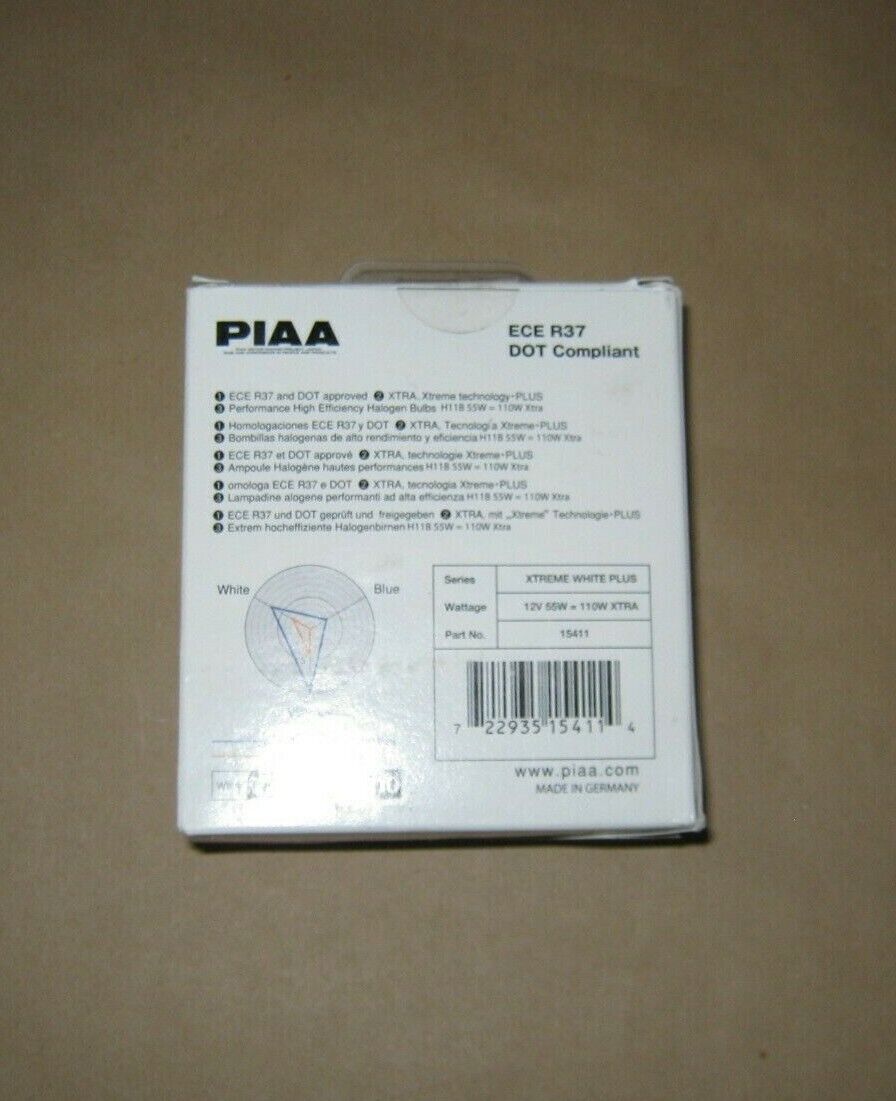 PIAA
ECE R37
DOT Compliant
❶ ECE R37 and DOT approved ❷ XTRA, Xtreme technology-PLUS
❸ Performance High Efficiency Halogen Bulbs H11B 55W = 110W Xtra
❶ Homologaciones ECE R37 y DOT ❷ XTRA, Tecnología Xtreme-PLUS
❸ Bombillas halogenas de alto rendimiento y eficiencia H11B 55W = 110W Xtra
❶ ECE R37 et DOT apprové ❷ XTRA, technologie Xtreme-PLUS
❸ Ampoule Halogène hautes performances H11B 55W = 110W Xtra
❶ omologa ECE R37 e DOT ❷ XTRA, tecnologia Xtreme-PLUS
❸ Lampadine alogene performanti ad alta efficienza H11B 55W = 110W Xtra
❶ ECE R37 und DOT geprüft und freigegeben ❷ XTRA, mit „Xtreme" Technologie-PLUS
❸ Extrem hocheffiziente Halogenbirnen H11B 55W = 110W Xtra
White
Blue
Series XTREME WHITE PLUS
Wattage 12V 55W = 110W XTRA
Part No. 15411
7 22935 15411 4
www.piaa.com
MADE IN GERMANY